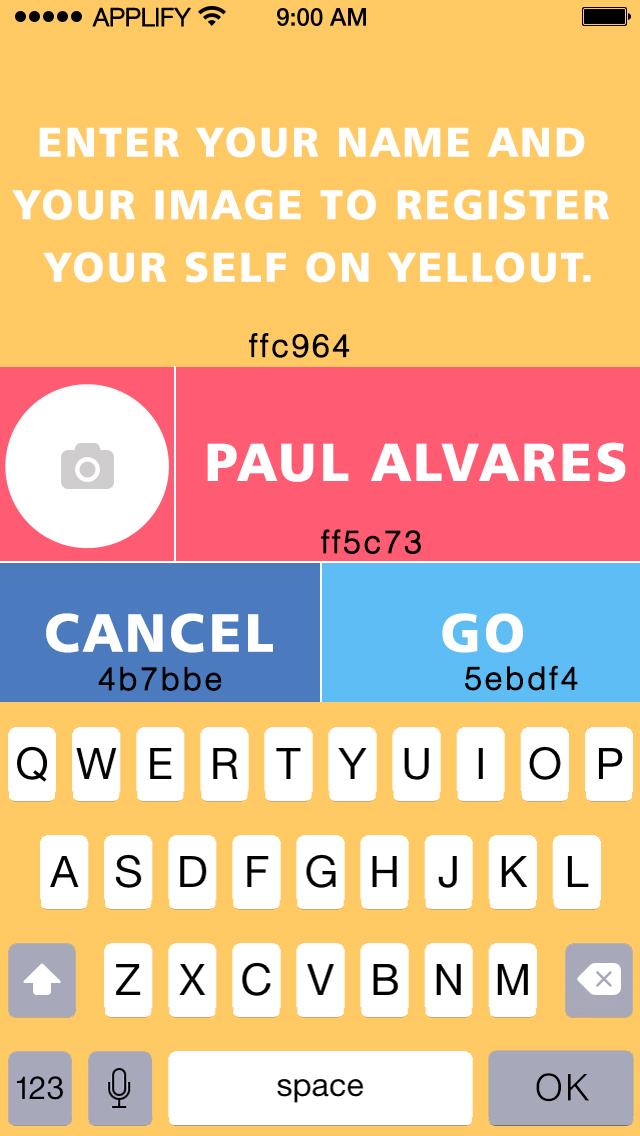 APPLIFY 9:00 AM
ENTER YOUR NAME AND
YOUR IMAGE TO REGISTER
YOUR SELF ON YELLOUT.
ffc964
PAUL ALVARES
ff5c73
CANCEL GO
4b7bbe 5ebdf4
Q W E R T Y U I O P
A S D F G H J K L
Z X C V B N M
123 space OK